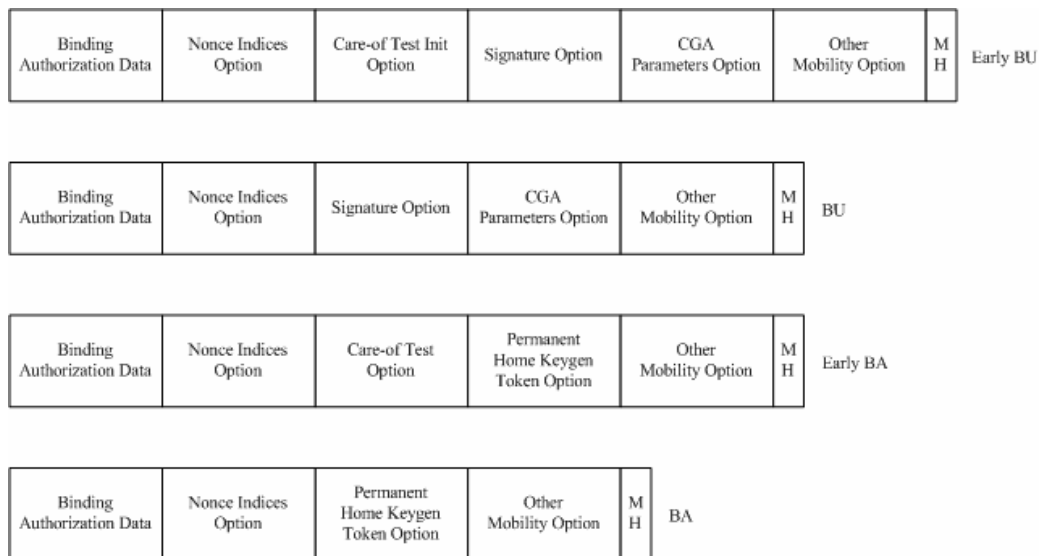 Binding
Authorization Data
Nonce Indices
Option
Care-of Test Init
Option
Signature Option
CGA
Parameters Option
Other
Mobility Option
M
H
Early BU
Binding
Authorization Data
Nonce Indices
Option
Signature Option
CGA
Parameters Option
Other
Mobility Option
M
H
BU
Binding
Authorization Data
Nonce Indices
Option
Care-of Test
Option
Permanent
Home Keygen
Token Option
Other
Mobility Option
M
H
Early BA
Binding
Authorization Data
Nonce Indices
Option
Permanent
Home Keygen
Token Option
Other
Mobility Option
M
H
BA